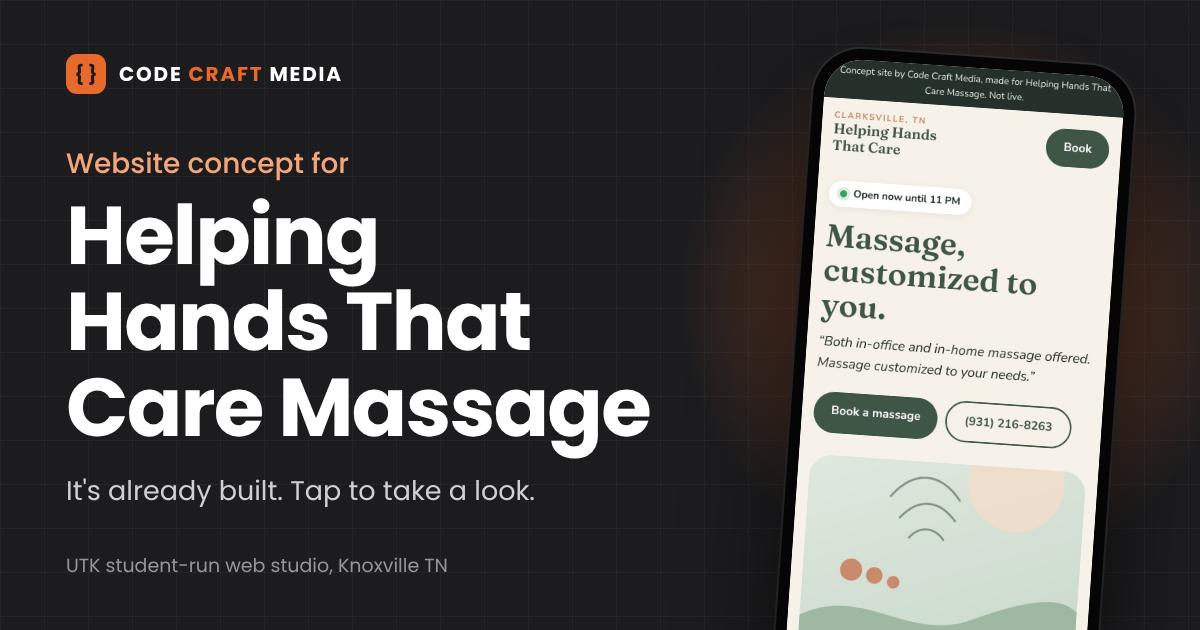 { } CODE CRAFT MEDIA
Website concept for
Helping
Hands That
Care Massage
It's already built. Tap to take a look.
UTK student-run web studio, Knoxville TN
Concept site by Code Craft Media, made for Helping Hands That
Care Massage. Not live.
CLARKSVILLE, TN
Helping Hands
That Care
Book
Open now until 11 PM
Massage,
customized to
you.
“Both in-office and in-home massage offered.
Massage customized to your needs.”
Book a massage
(931) 216-8263